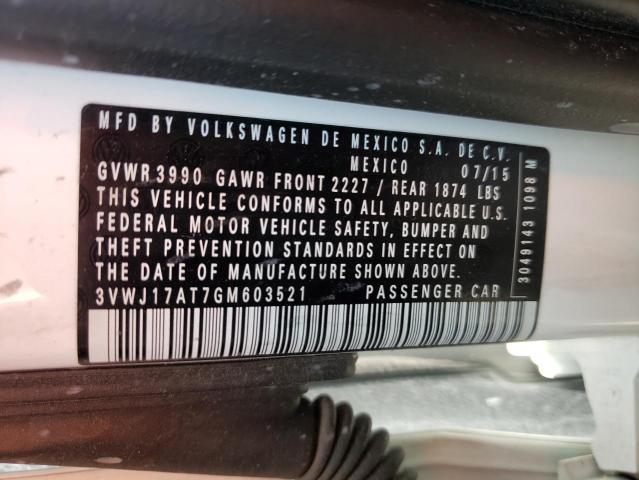 MFD BY VOLKSWAGEN DE MEXICO S.A. DE C.V.
MEXICO 07/15
GVWR 3990 GAWR FRONT 2227 / REAR 1874 LBS
THIS VEHICLE CONFORMS TO ALL APPLICABLE U.S.
FEDERAL MOTOR VEHICLE SAFETY, BUMPER AND
THEFT PREVENTION STANDARDS IN EFFECT ON
THE DATE OF MANUFACTURE SHOWN ABOVE.
3VWJ17AT7GM603521 PASSENGER CAR
3049143 1098 M